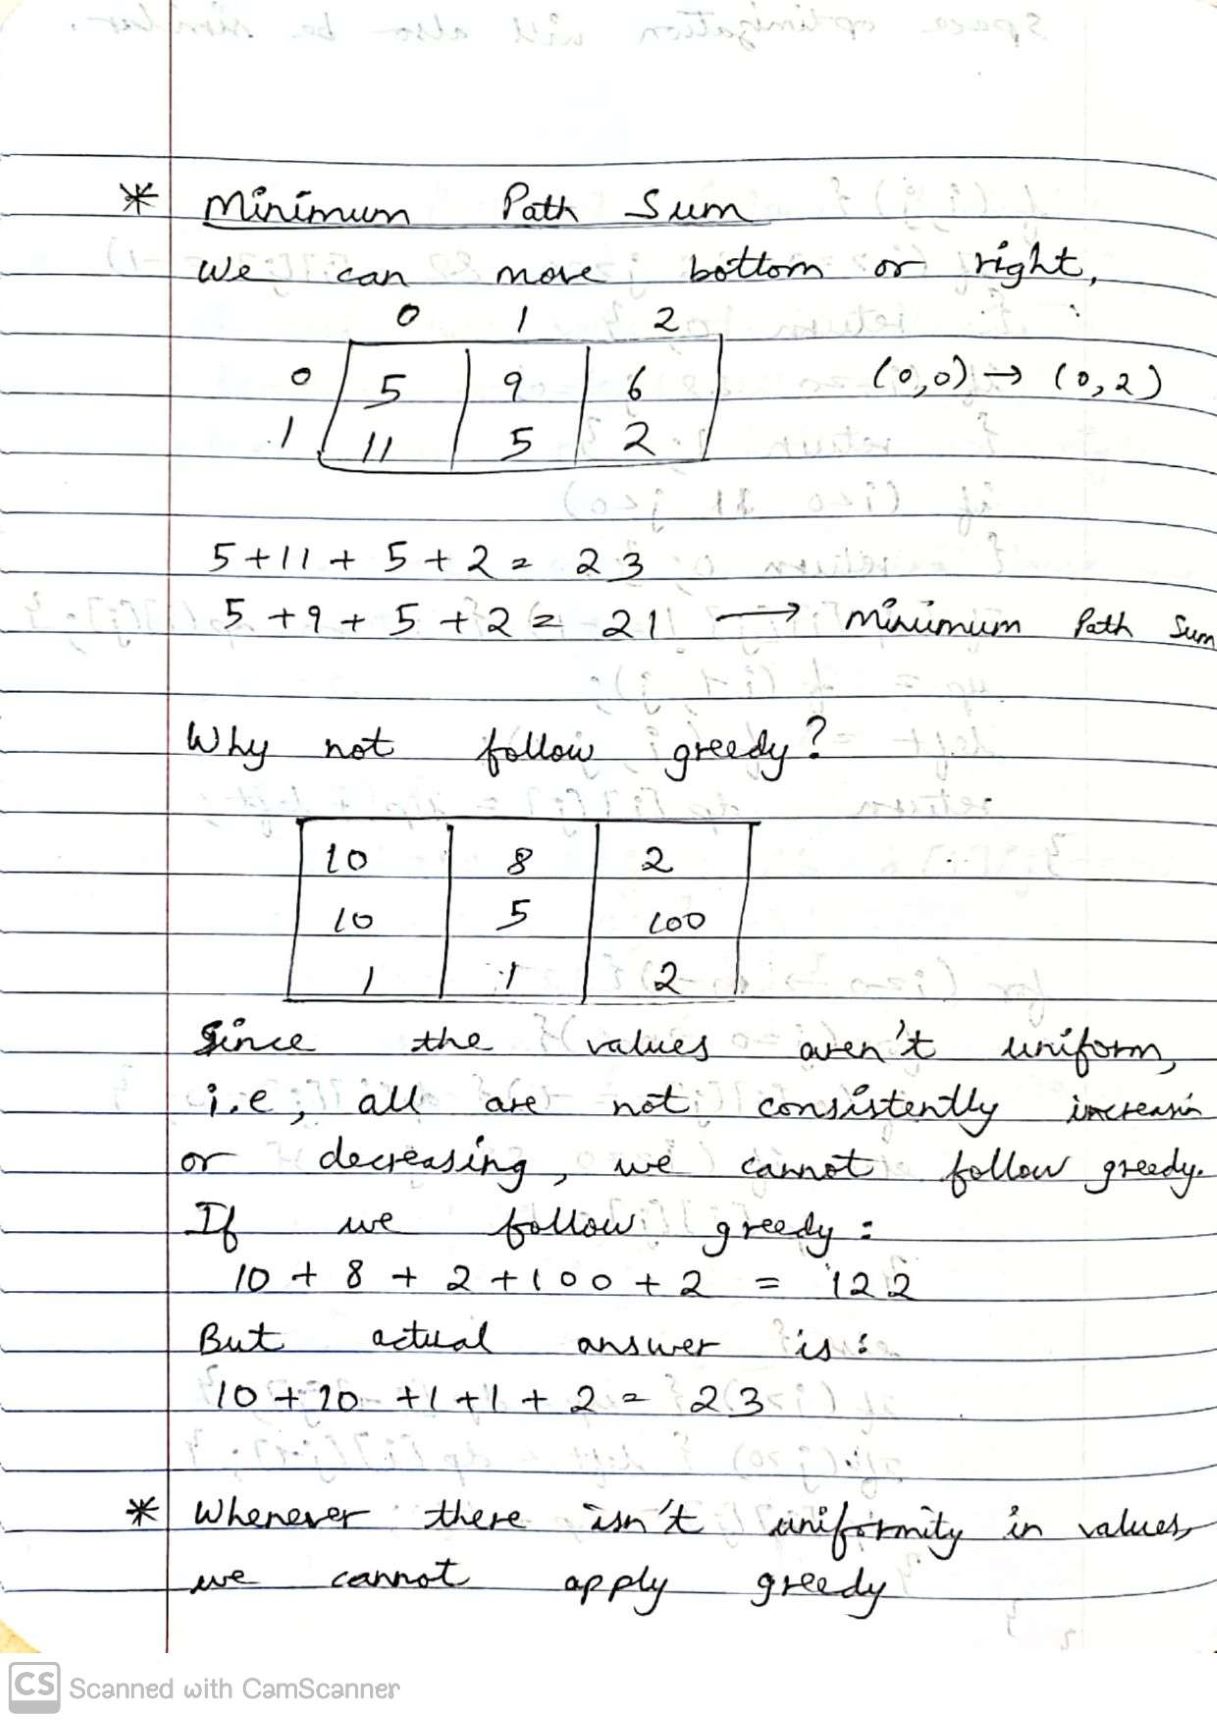 * Minimum Path Sum
We can move bottom or right,
0 1 2
0 5 9 6 (0,0) → (0,2)
1 11 5 2
5 + 11 + 5 + 2 = 23
5 + 9 + 5 + 2 = 21 → Minimum Path Sum
Why not follow greedy?
10 8 2
10 5 100
1 1 2
Since the values aren't uniform,
i.e, all are not consistently increasin
or decreasing, we cannot follow greedy.
If we follow greedy :
10 + 8 + 2 + 100 + 2 = 122
But actual answer is :
10 + 10 + 1 + 1 + 2 = 23
* Whenever there isn't uniformity in values
we cannot apply greedy
CS Scanned with CamScanner